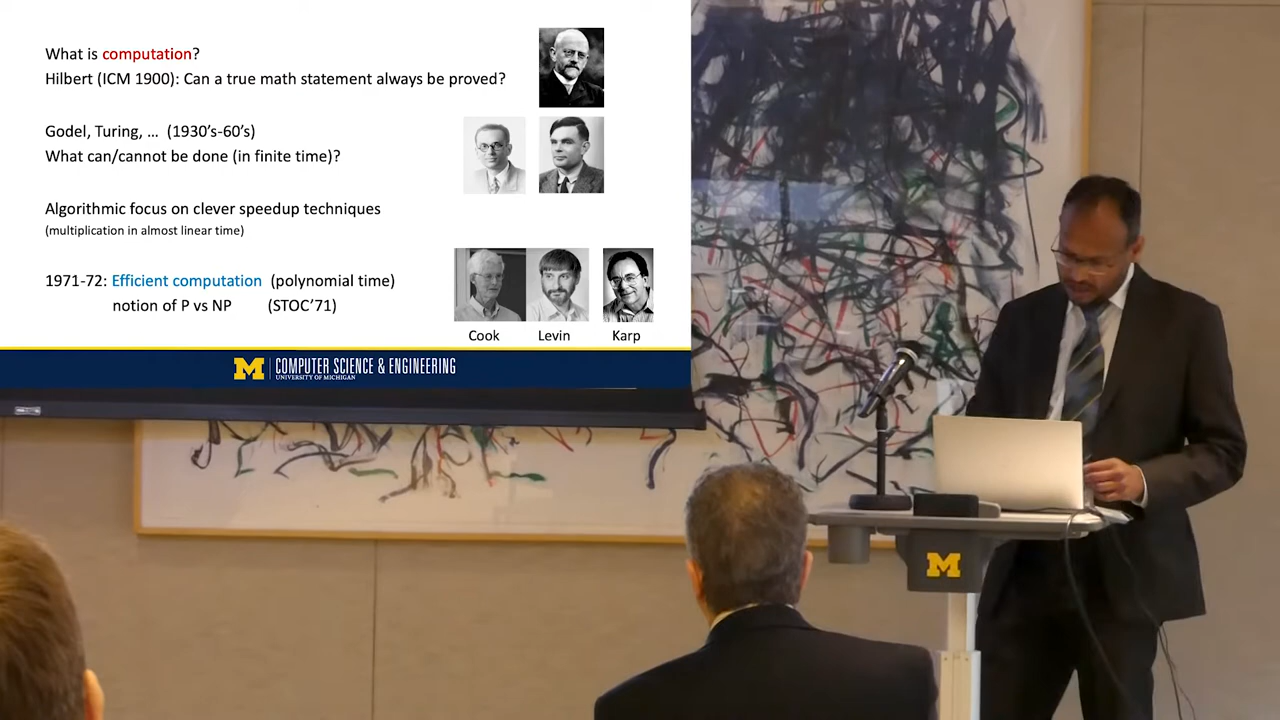 What is computation?
Hilbert (ICM 1900): Can a true math statement always be proved?
Godel, Turing, ... (1930's-60's)
What can/cannot be done (in finite time)?
Algorithmic focus on clever speedup techniques
(multiplication in almost linear time)
1971-72: Efficient computation (polynomial time)
notion of P vs NP (STOC'71)
Cook Levin Karp
M COMPUTER SCIENCE & ENGINEERING
UNIVERSITY OF MICHIGAN
M